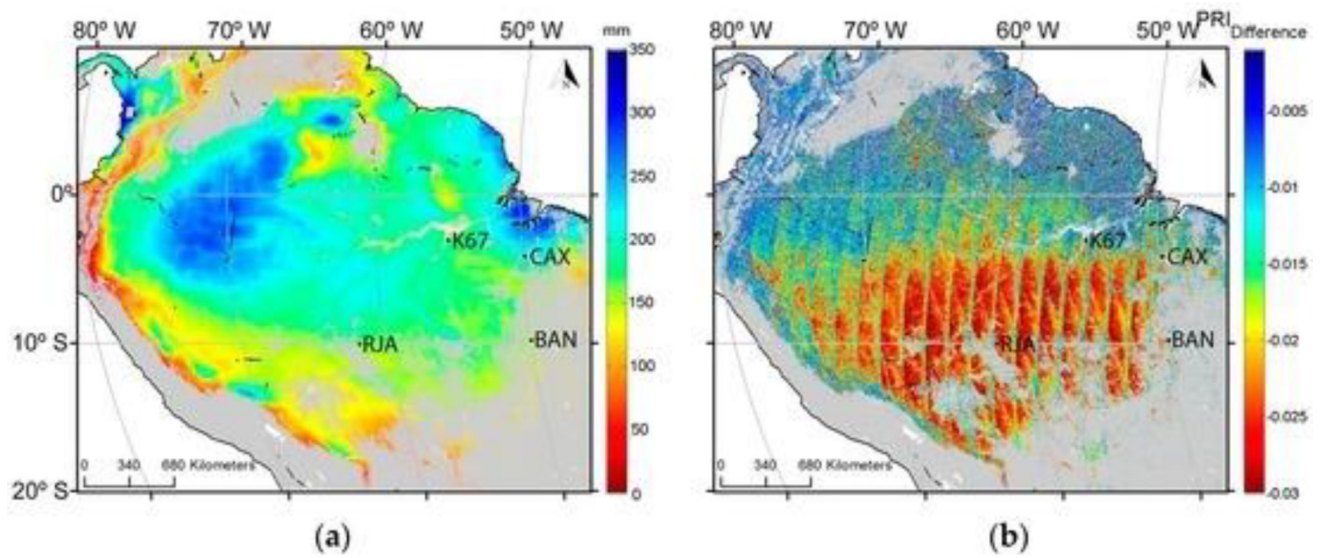 80º W 70º W 60º W 50º W mm
350
300
250
200
150
100
50
0
0º
10º S
20º S
K67
CAX
RJA
BAN
N
0 340 680 Kilometers
(a)
80º W 70º W 60º W 50º W PRI
Difference
-0.005
-0.01
-0.015
-0.02
-0.025
-0.03
K67
CAX
RJA
BAN
N
0 340 680 Kilometers
(b)